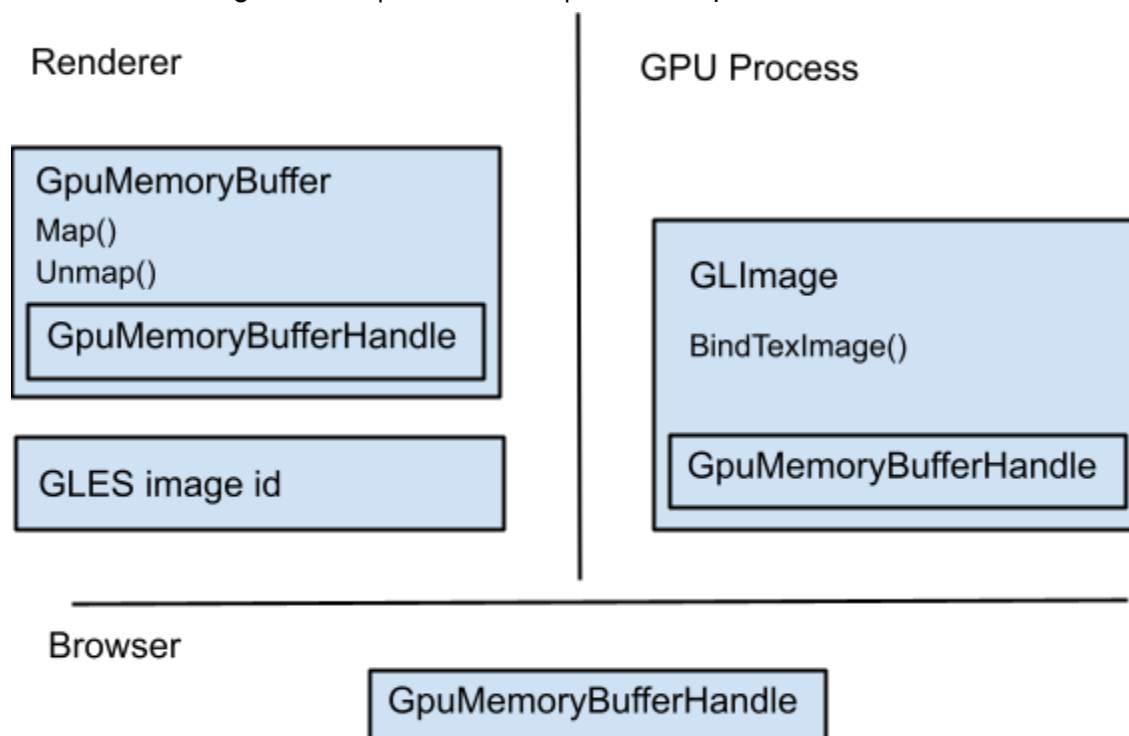 Renderer
GPU Process
GpuMemoryBuffer
Map()
Unmap()
GpuMemoryBufferHandle
GLES image id
GLImage
BindTexImage()
GpuMemoryBufferHandle
Browser
GpuMemoryBufferHandle